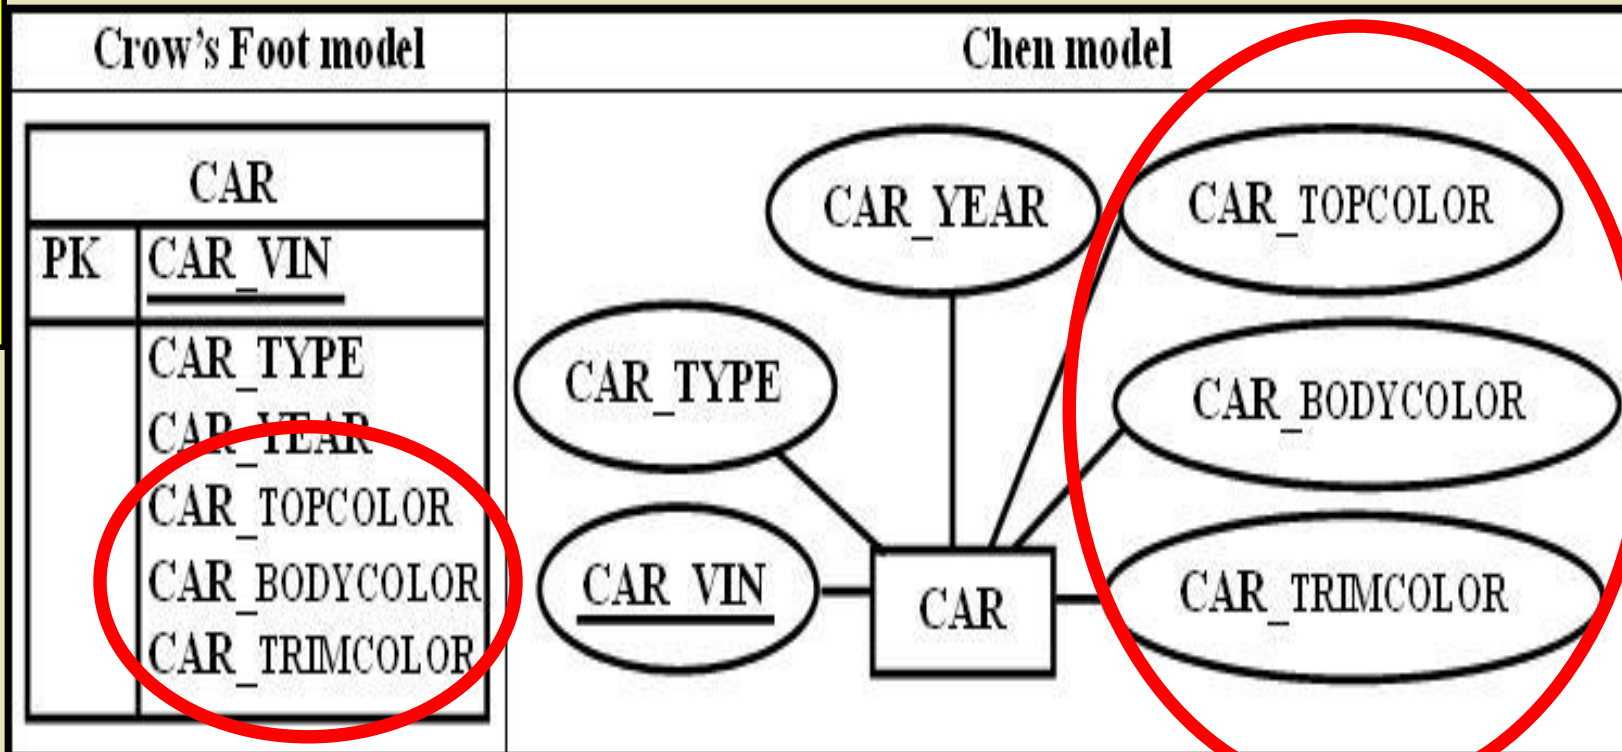 Crow's Foot model
CAR
PK CAR_VIN
CAR_TYPE
CAR_YEAR
CAR_TOPCOLOR
CAR_BODYCOLOR
CAR_TRIMCOLOR
Chen model
CAR_YEAR
CAR_TOPCOLOR
CAR_TYPE
CAR_BODYCOLOR
CAR_VIN
CAR
CAR_TRIMCOLOR